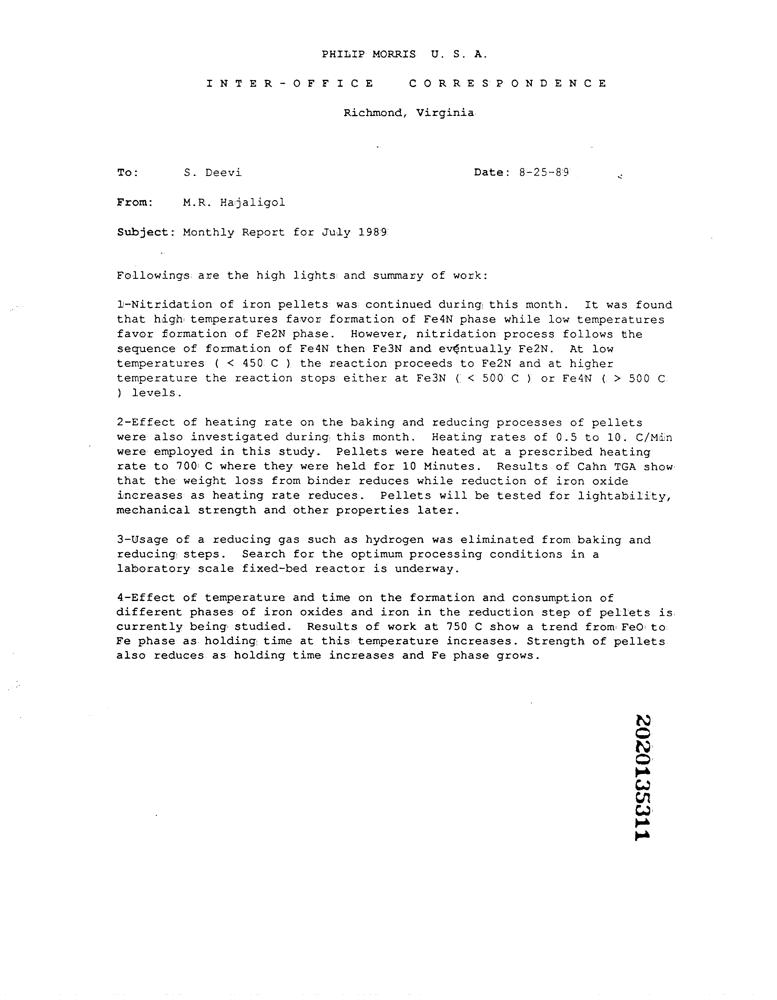 PHILIP MORRIS U. S. A.
INTER-OFFICE CORRESPONDENCE
Richmond, Virginia
To: S. Deevi Date: 8-25-89
From: M.R. Hajaligol
Subject: Monthly Report for July 1989
Followings are the high lights and summary of work:
1-Nitridation of iron pellets was continued during this month. It was found
that high temperatures favor formation of Fe4N phase while low temperatures
favor formation of Fe2N phase. However, nitridation process follows the
sequence of formation of Fe4N then Fe3N and eventually Fe2N. At low
temperatures ( < 450 C ) the reaction proceeds to Fe2N and at higher
temperature the reaction stops either at Fe3N ( < 500 C ) or Fe4N ( > 500 C
) levels.
2-Effect of heating rate on the baking and reducing processes of pellets
were also investigated during this month. Heating rates of 0.5 to 10. C/Min
were employed in this study. Pellets were heated at a prescribed heating
rate to 700 C where they were held for 10 Minutes. Results of Cahn TGA show
that the weight loss from binder reduces while reduction of iron oxide
increases as heating rate reduces. Pellets will be tested for lightability,
mechanical strength and other properties later.
3-Usage of a reducing gas such as hydrogen was eliminated from baking and
reducing steps. Search for the optimum processing conditions in a
laboratory scale fixed-bed reactor is underway.
4-Effect of temperature and time on the formation and consumption of
different phases of iron oxides and iron in the reduction step of pellets is
currently being studied. Results of work at 750 C show a trend from FeO to
Fe phase as holding time at this temperature increases. Strength of pellets
also reduces as holding time increases and Fe phase grows.
2020135311